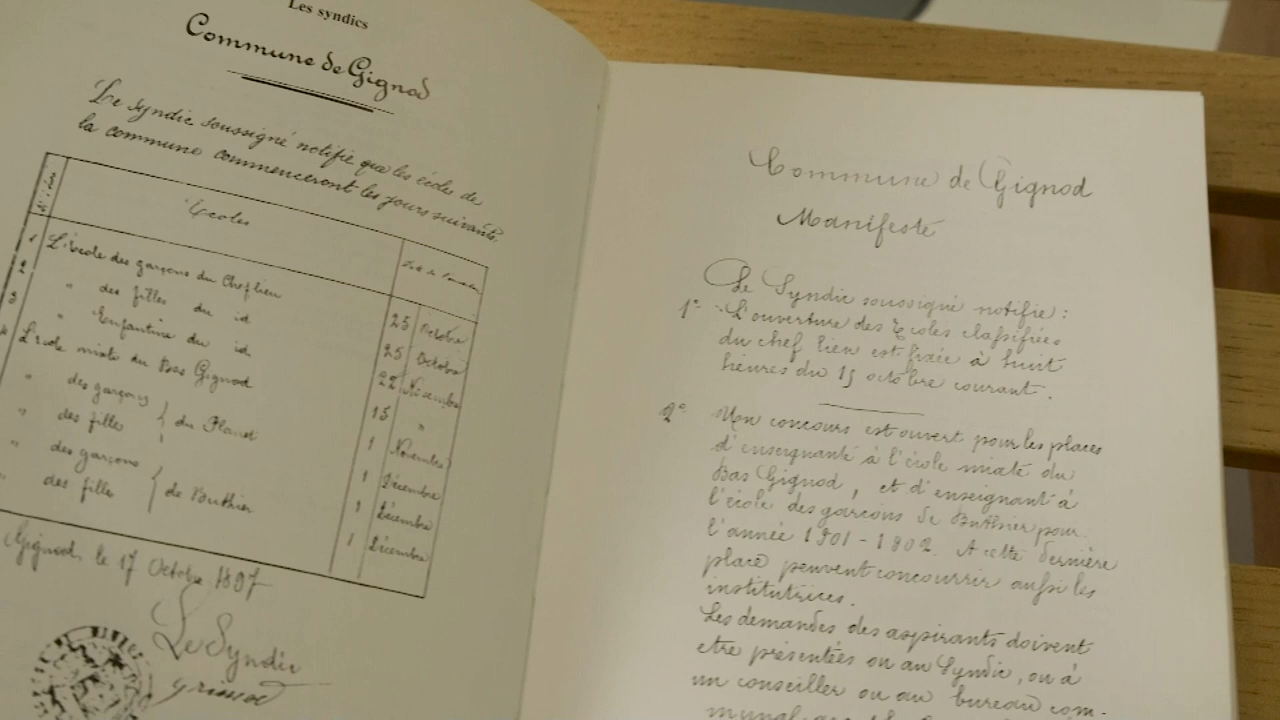 Les syndics
Commune de Gignod
Le Syndic soussigné notifie que les écoles de
la commune commenceront les jours suivants.
Ecoles
1 L'école des garçons du Chef lieu 25 Octobre
2 " des filles du id 25 Octobre
3 " Enfantine du id. 22 Novembre
4 L'école mixte du Bas Gignod 15 "
" des garçons } du Planet 1 Novembre
" des filles 1 Décembre
" des garçons } de Buthier 1 Décembre
" des filles 1 Décembre
Gignod, le 17 Octobre 1897
Le Syndic
Commune de Gignod
Manifeste
Le Syndic soussigné notifie :
1° L'ouverture des Ecoles classifiées
du chef lieu est fixée à huit
heures du 15 octobre courant.
2° Mon concours est ouvert pour les places
d'enseignant à l'école mixte du
Bas Gignod, et d'enseignant à
l'école des garçons de Buthier pour
l'année 1901-1902. A cette dernière
place peuvent concourrir aussi les
institutrices.
Les demandes des aspirants doivent
etre présentées ou au Syndic, ou à
un conseiller ou au bureau com-